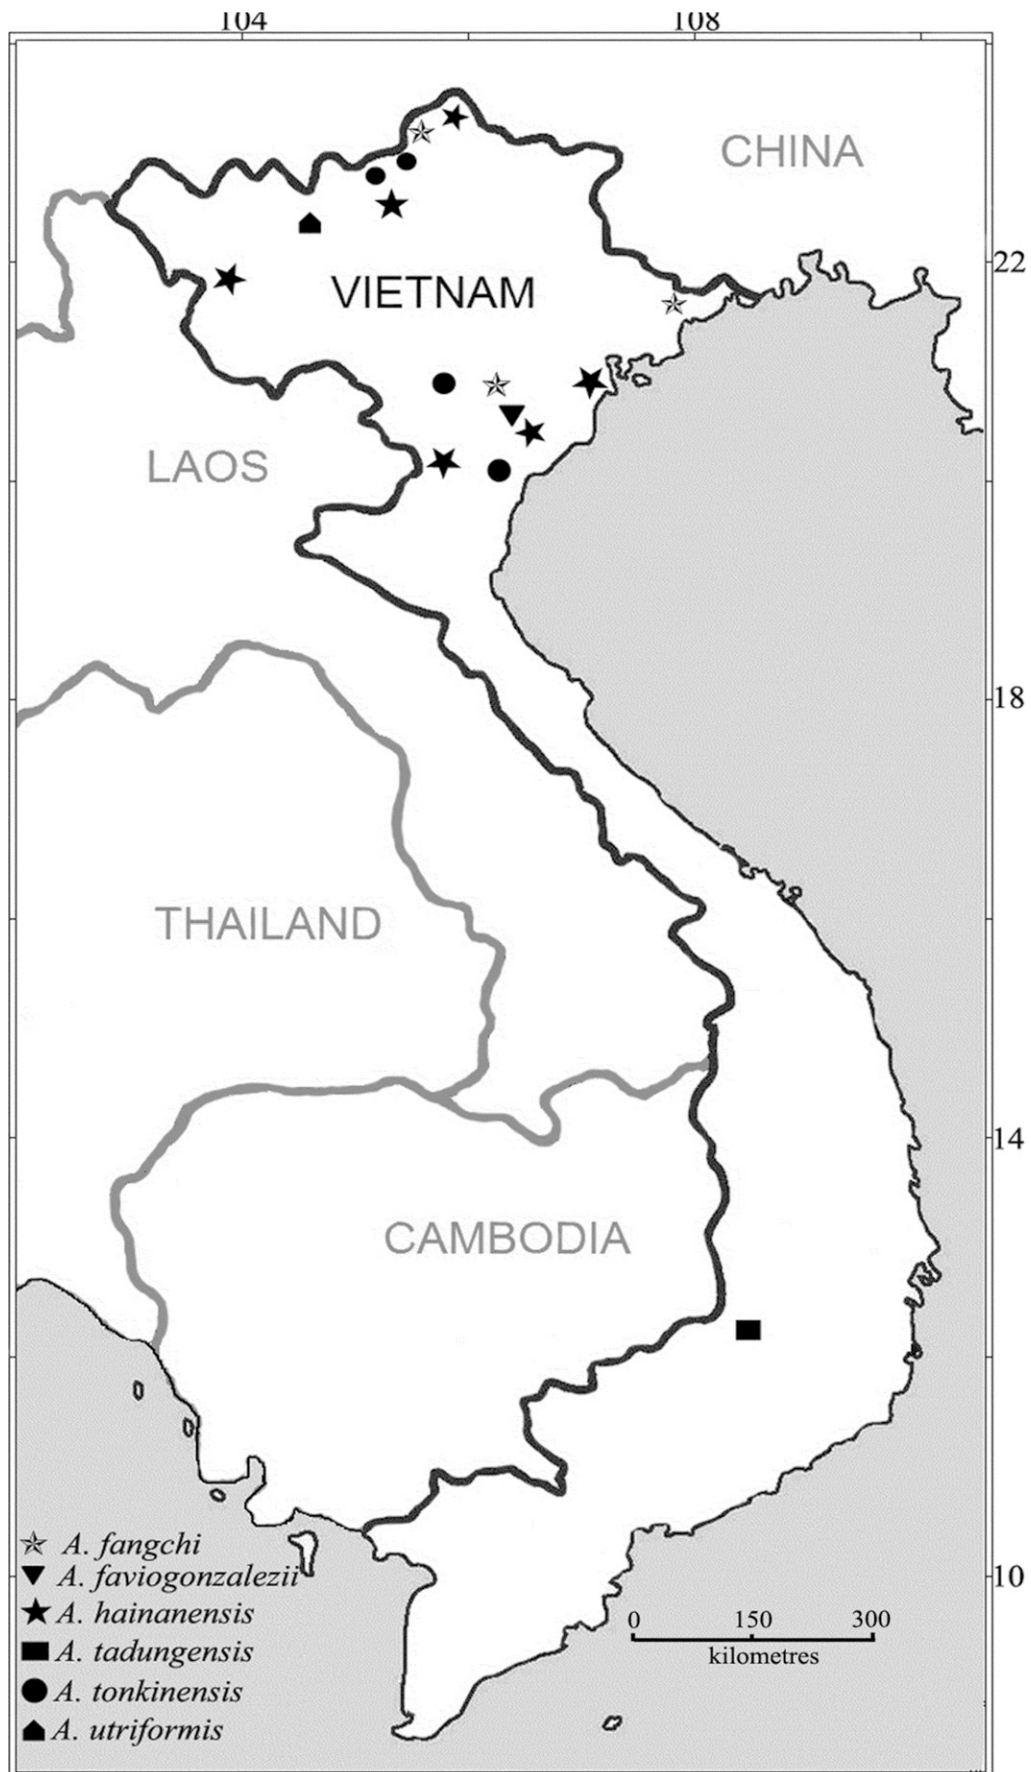 104 108
CHINA
22
VIETNAM
LAOS
18
THAILAND
14
CAMBODIA
A. fangchi
A. faviogonzalezii
10
A. hainanensis
0 150 300
A. tadungensis
kilometres
A. tonkinensis
A. utriformis